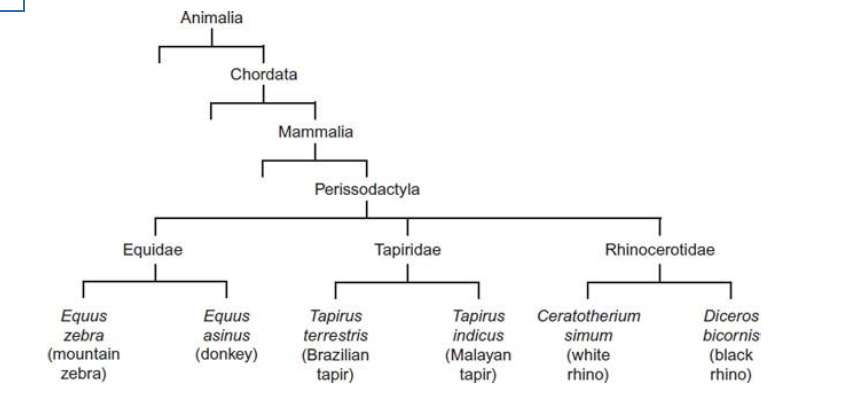 Animalia
Chordata
Mammalia
Perissodactyla
Equidae
Tapiridae
Rhinocerotidae
Equus
zebra
(mountain
zebra)
Equus
asinus
(donkey)
Tapirus
terrestris
(Brazilian
tapir)
Tapirus
indicus
(Malayan
tapir)
Ceratotherium
simum
(white
rhino)
Diceros
bicornis
(black
rhino)